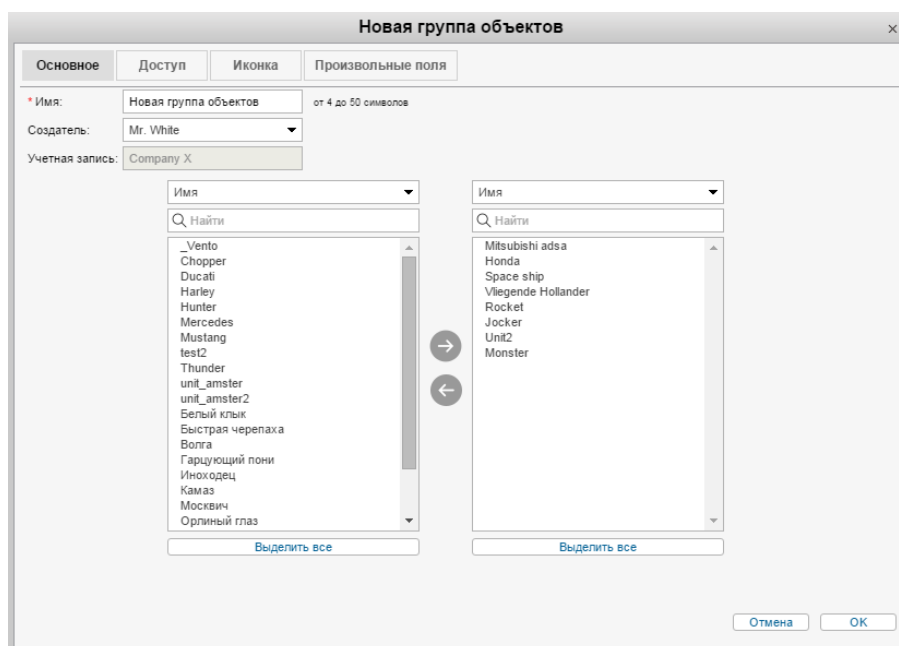 Новая группа объектов
×
Основное Доступ Иконка Произвольные поля
* Имя: Новая группа объектов от 4 до 50 символов
Создатель: Mr. White
Учетная запись: Company X
Имя Имя
Найти Найти
_Vento Mitsubishi adsa
Chopper Honda
Ducati Space ship
Harley Vliegende Hollander
Hunter Rocket
Mercedes Jocker
Mustang Unit2
test2 Monster
Thunder
unit_amster
unit_amster2
Белый клык
Быстрая черепаха
Волга
Гарцующий пони
Иноходец
Камаз
Москвич
Орлиный глаз
Выделить все Выделить все
Отмена OK